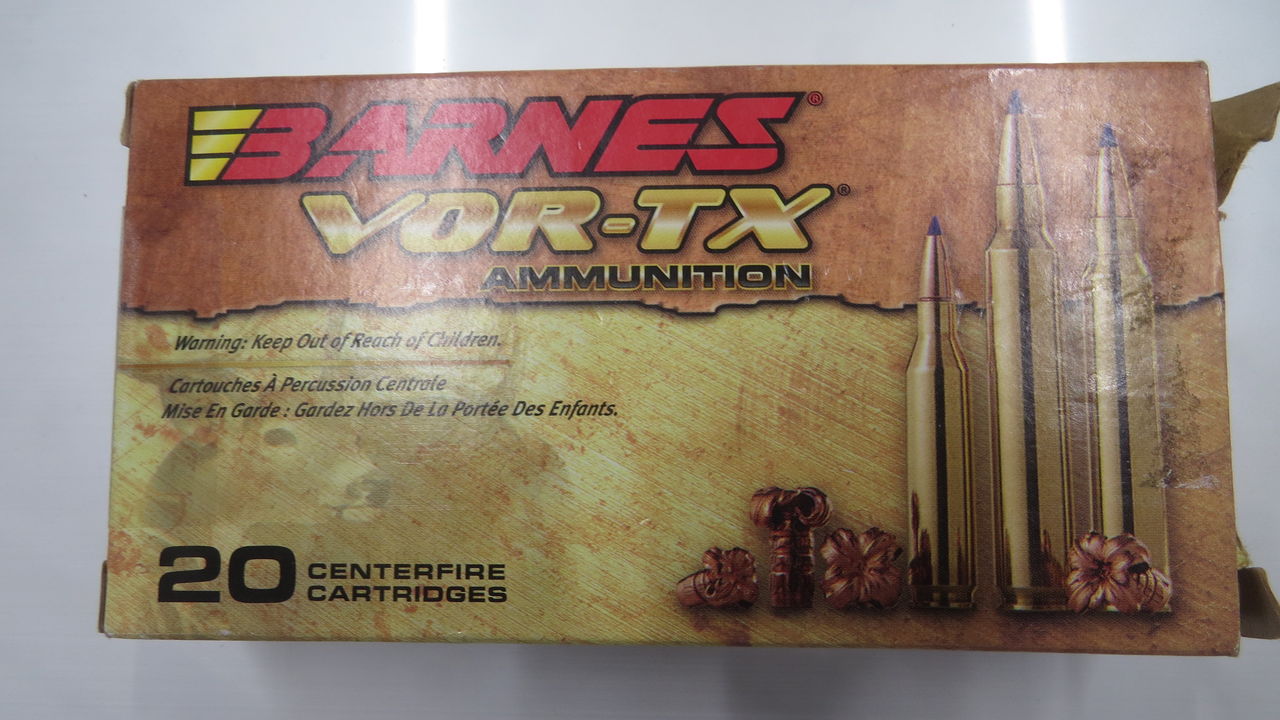 BARNES®
VOR-TX®
AMMUNITION
Warning: Keep Out of Reach of Children.
Cartouches À Percussion Centrale
Mise En Garde : Gardez Hors De La Portée Des Enfants.
20 CENTERFIRE
CARTRIDGES